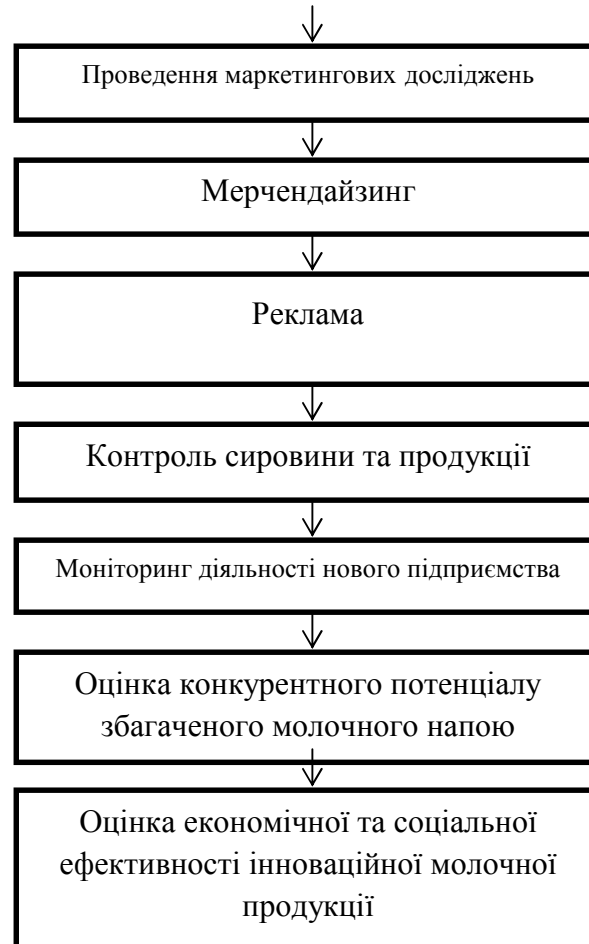 Проведення маркетингових досліджень
Мерчендайзинг
Реклама
Контроль сировини та продукції
Моніторинг діяльності нового підприємства
Оцінка конкурентного потенціалу
збагаченого молочного напою
Оцінка економічної та соціальної
ефективності інноваційної молочної
продукції